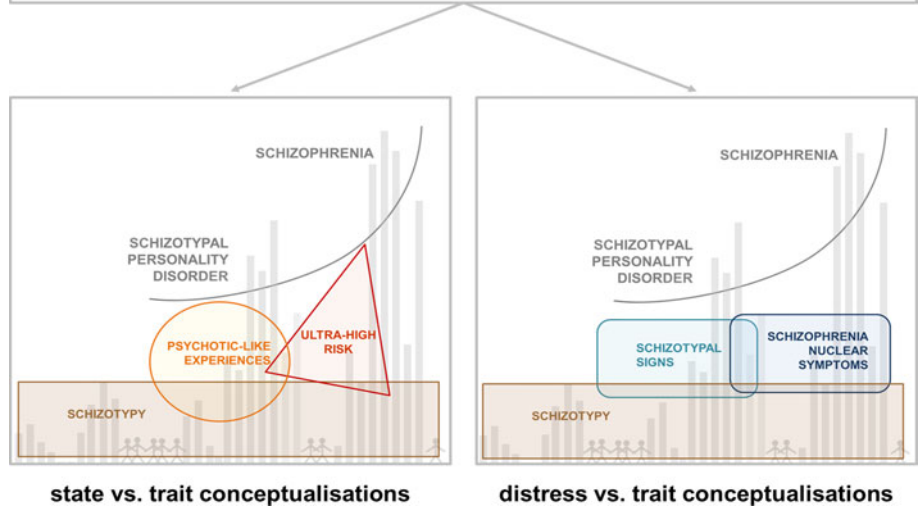 SCHIZOPHRENIA
SCHIZOTYPAL
PERSONALITY
DISORDER
PSYCHOTIC-LIKE
EXPERIENCES
ULTRA-HIGH
RISK
SCHIZOTYPY
state vs. trait conceptualisations
SCHIZOPHRENIA
SCHIZOTYPAL
PERSONALITY
DISORDER
SCHIZOTYPAL
SIGNS
SCHIZOPHRENIA
NUCLEAR
SYMPTOMS
SCHIZOTYPY
distress vs. trait conceptualisations